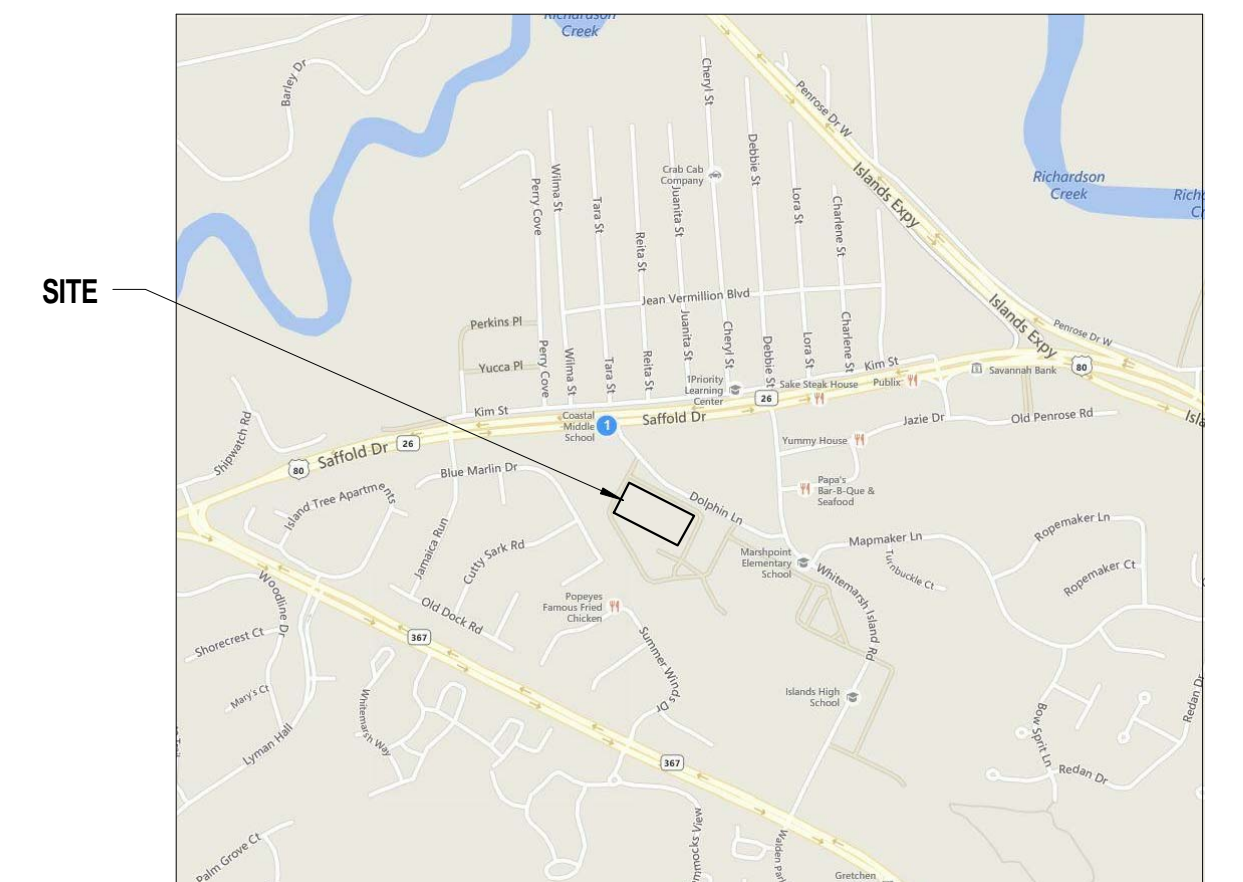 Richardson
Creek
Barley Dr
Cheryl St
Penrose Dr W
Islands Expy
Richardson
Creek
Wilma St
Perry Cove
Tara St
Reita St
Juanita St
Crab Cab
Company
Debbie St
Lora St
Charlene St
SITE
Jean Vermillion Blvd
Islands Expy
Penrose Dr W
Perkins Pl
Yucca Pl
Perry Cove
Wilma St
Tara St
Reita St
Juanita St
Cheryl St
Debbie St
Lora St
Charlene St
Kim St
80
Savannah Bank
1Priority
Learning
Center
Sake Steak House
Publix
26
Kim St
Coastal
Middle
School
1
Saffold Dr
Jazie Dr
Old Penrose Rd
Shipwatch Rd
80
Saffold Dr
26
Yummy House
Blue Marlin Dr
Island Tree Apartments
Papa's
Bar-B-Que &
Seafood
Dolphin Ln
Jamaica Run
Cutty Sark Rd
Marshpoint
Elementary
School
Mapmaker Ln
Ropemaker Ln
Turnbuckle Ct
Ropemaker Ct
Woodline Dr
Old Dock Rd
Popeyes
Famous Fried
Chicken
Whitemarsh Island Rd
Shorecrest Ct
367
Summer Winds Dr
Mary's Ct
Whitemarsh Way
Islands High
School
Lyman Hall
Bow Sprit Ln
Redan Dr
Redan Dr
367
Palm Grove Ct
Gretchen